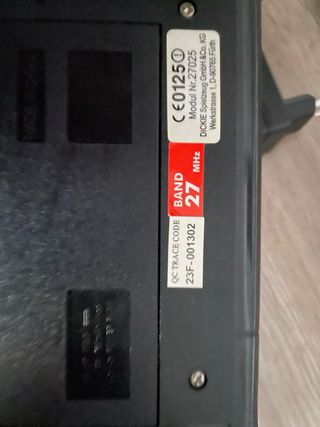 CE0125
Modul Nr.27025
DICKIE Spielzeug GmbH &Co. KG
Werkstrasse 1, D-90765 Fürth
BAND
27 MHz
QC TRACE CODE
23F-001302